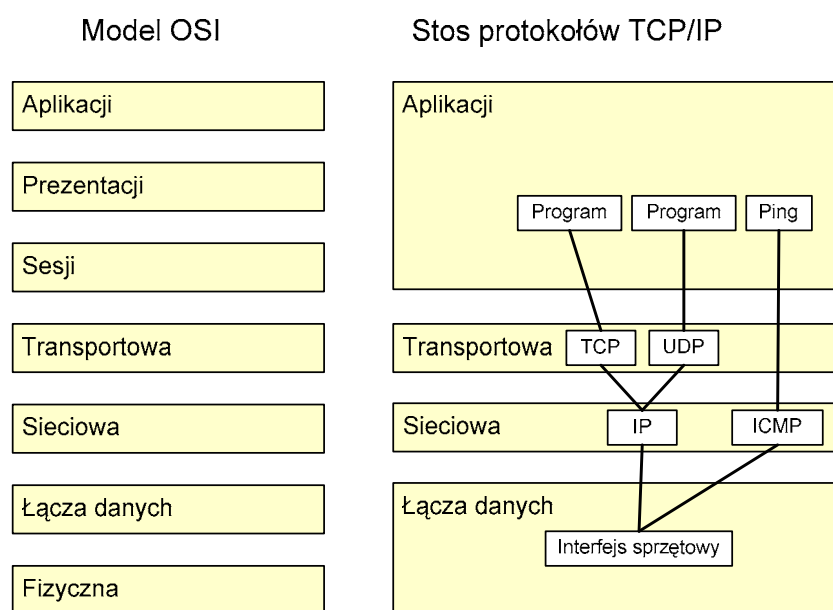 Model OSI
Stos protokołów TCP/IP
Aplikacji
Prezentacji
Sesji
Transportowa
Sieciowa
Łącza danych
Fizyczna
Aplikacji
Program
Program
Ping
Transportowa
TCP
UDP
Sieciowa
IP
ICMP
Łącza danych
Interfejs sprzętowy